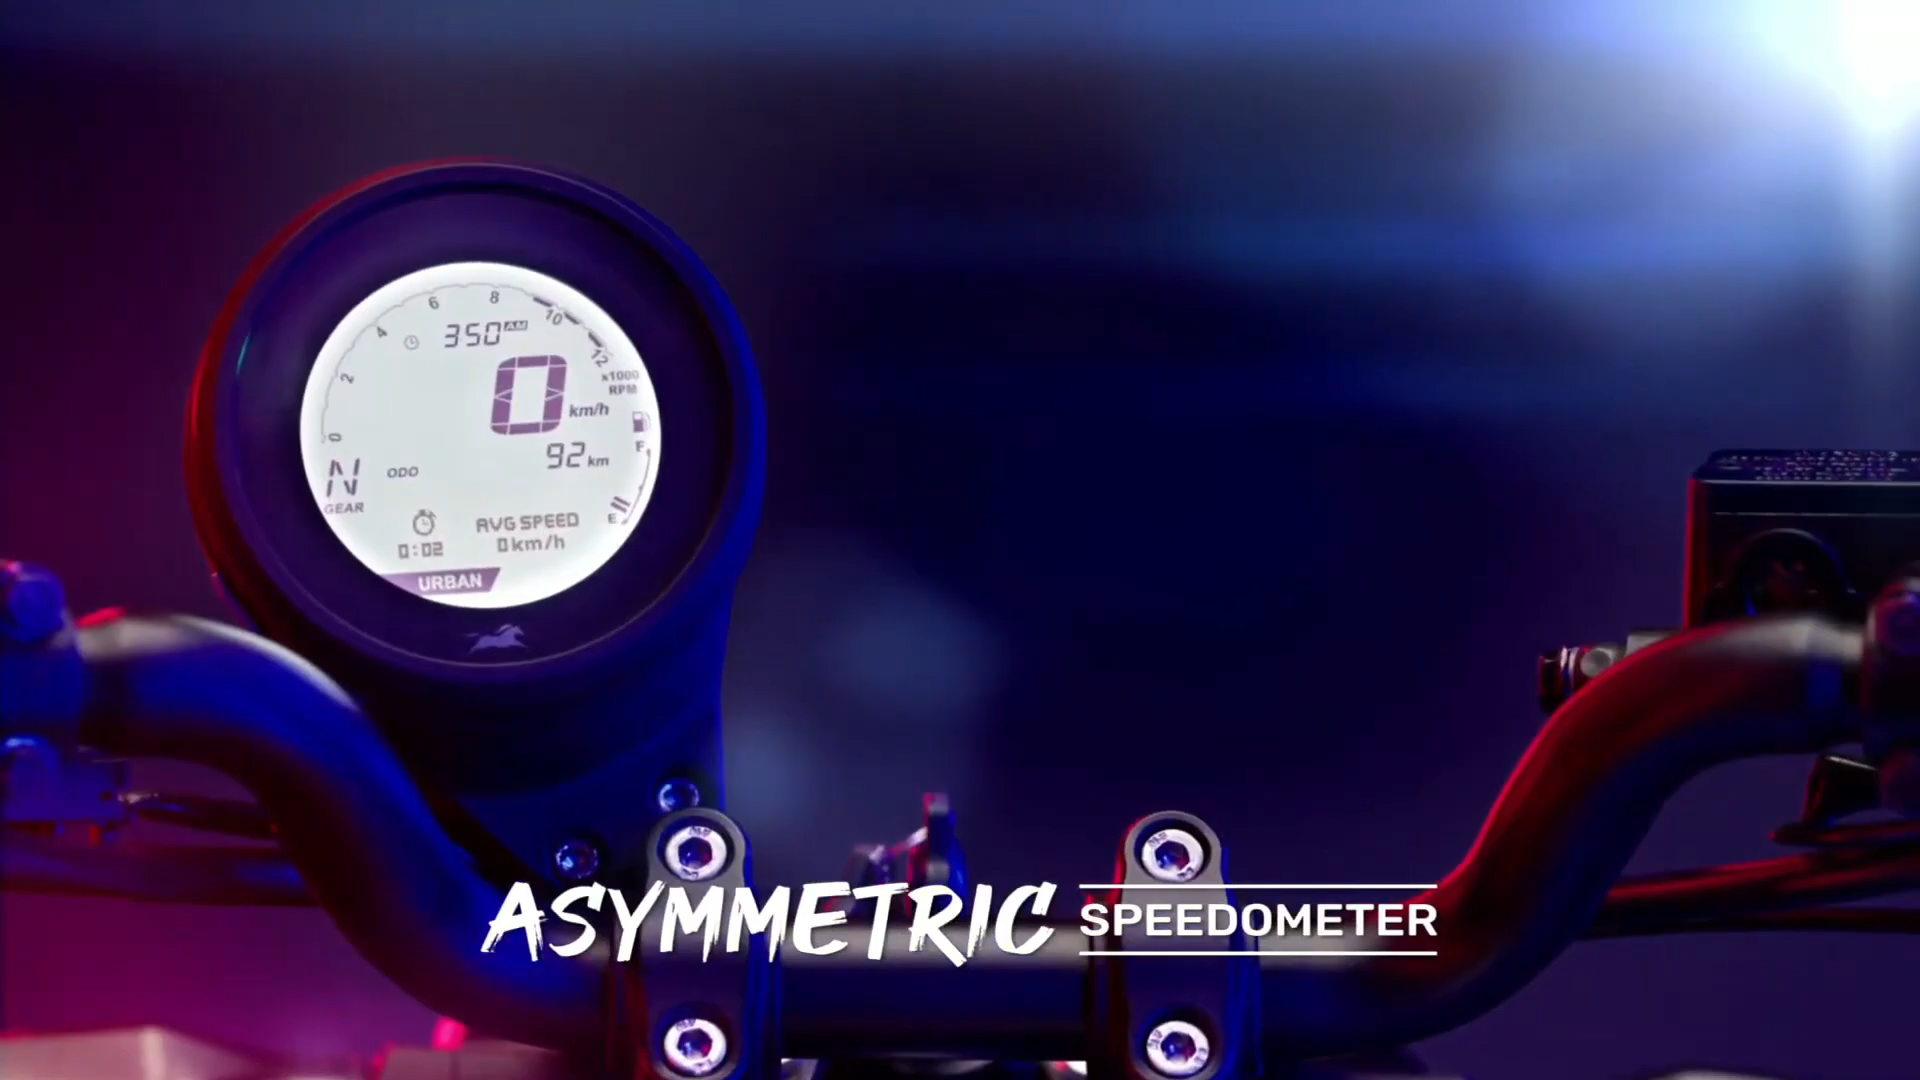 6 8
4 10
350 AM
12
2
x1000
RPM
0 km/h
0
F
92 km
N ODO
GEAR
E
AVG SPEED
0:02 0km/h
URBAN
ASYMMETRIC SPEEDOMETER